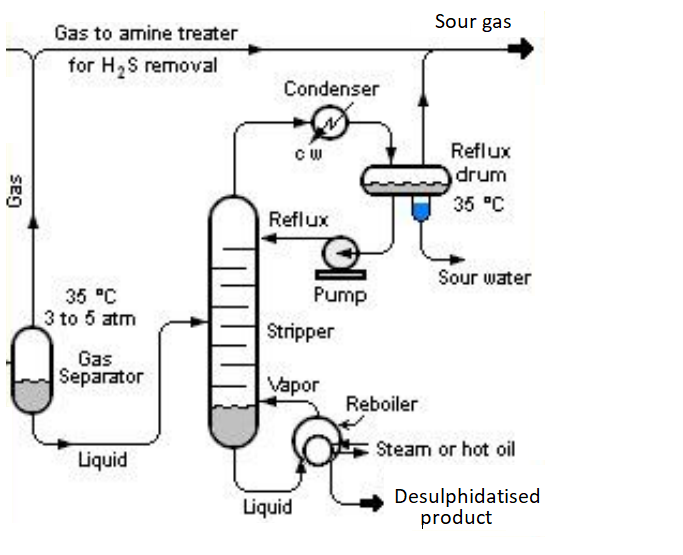 Sour gas
Gas to amine treater
for H₂S removal
Condenser
c w
Reflux
drum
35 °C
Gas
Reflux
Sour water
Pump
35 °C
3 to 5 atm
Gas
Separator
Stripper
Vapor
Reboiler
Steam or hot oil
Liquid
Liquid
Desulphidatised
product